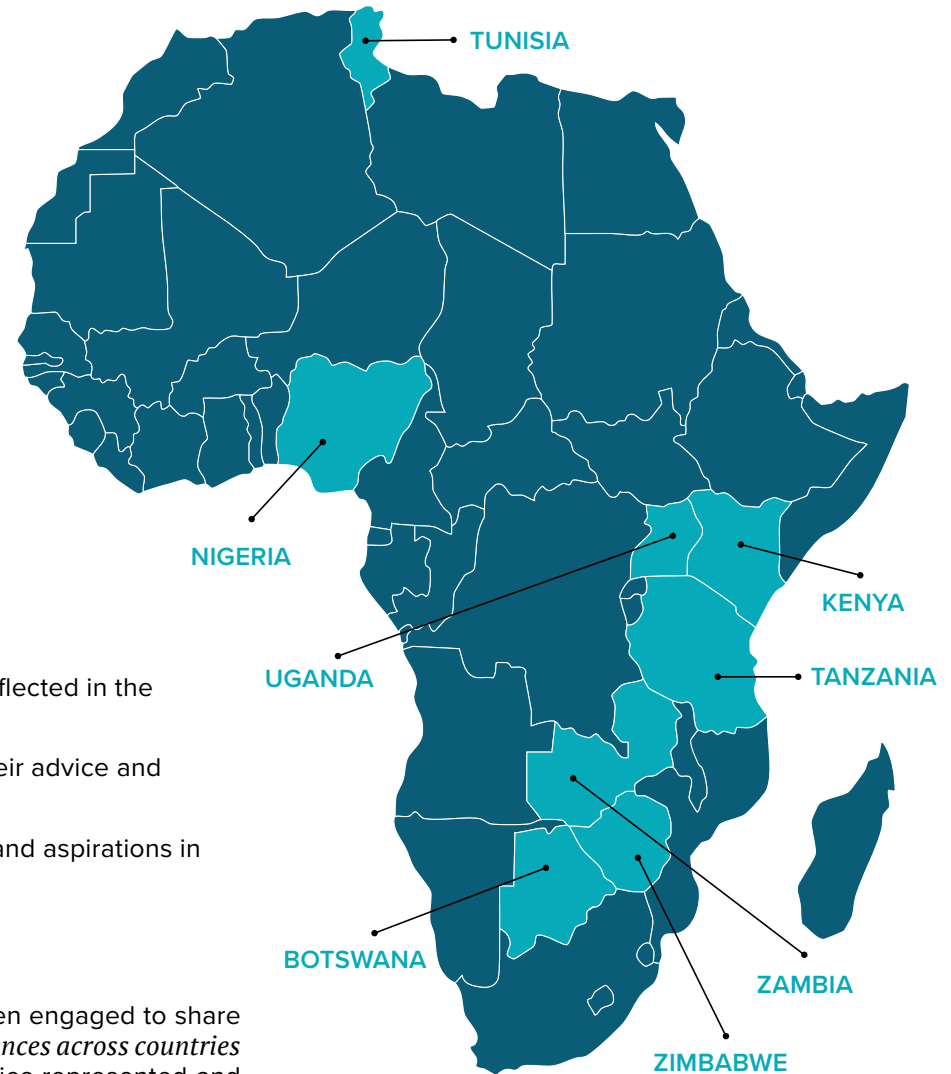 TUNISIA
NIGERIA
KENYA
UGANDA
TANZANIA
flected in the
eir advice and
and aspirations in
BOTSWANA
ZAMBIA
en engaged to share
ences across countries
ZIMBABWE